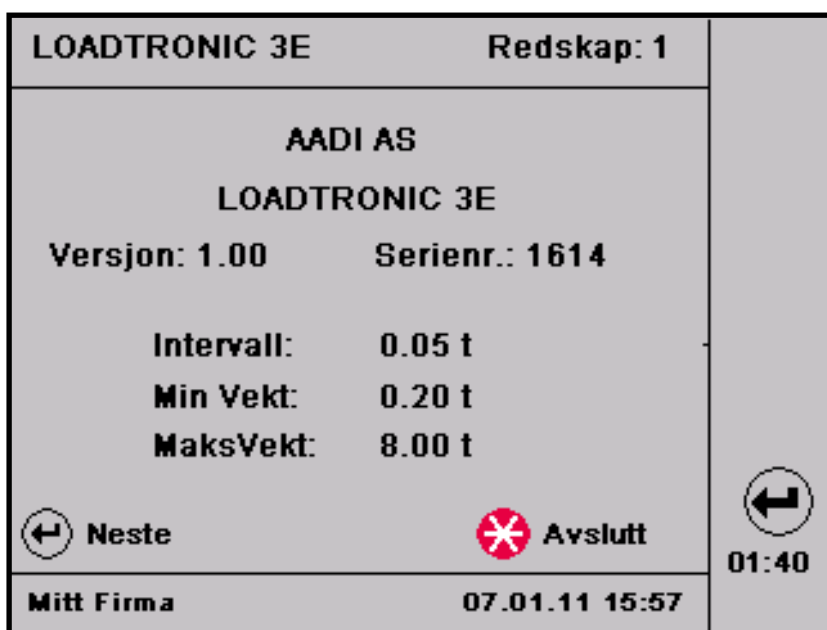 LOADTRONIC 3E Redskap: 1
AADI AS
LOADTRONIC 3E
Versjon: 1.00 Serienr.: 1614
Intervall: 0.05 t
Min Vekt: 0.20 t
MaksVekt: 8.00 t
Neste Avslutt
01:40
Mitt Firma 07.01.11 15:57